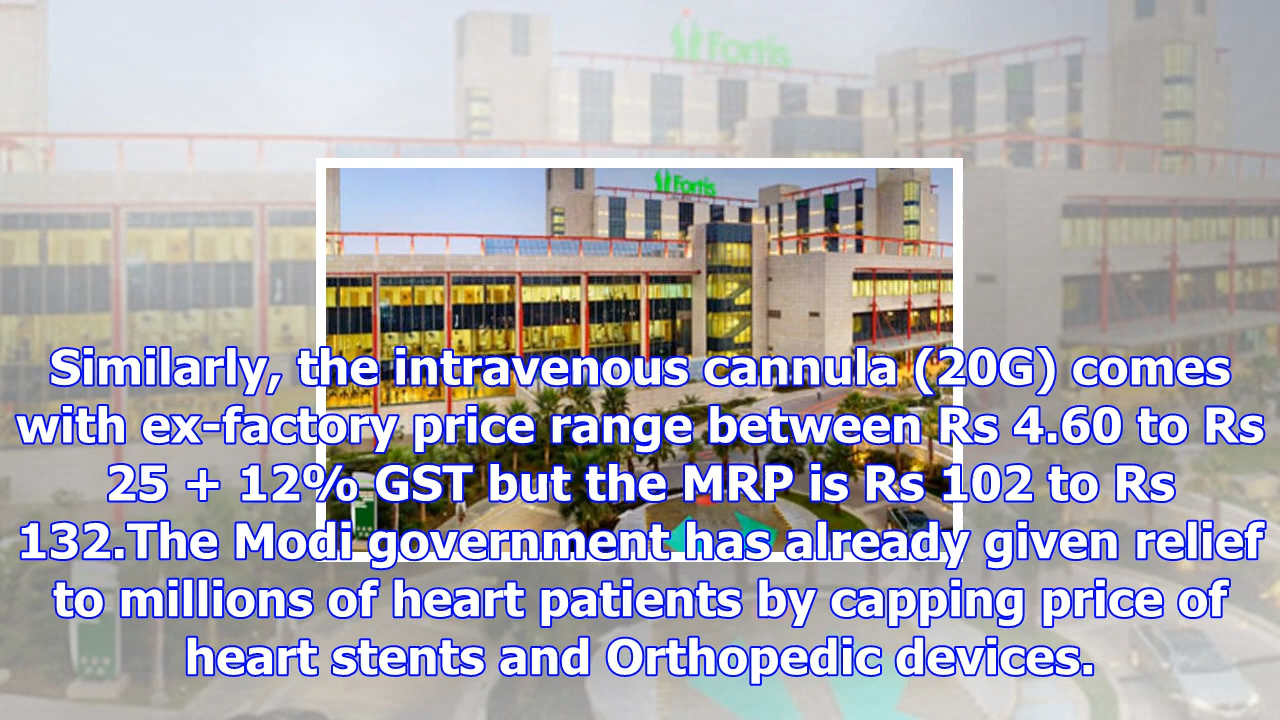 Fortis
Fortis
Similarly, the intravenous cannula (20G) comes
with ex-factory price range between Rs 4.60 to Rs
25 + 12% GST but the MRP is Rs 102 to Rs
132.The Modi government has already given relief
to millions of heart patients by capping price of
heart stents and Orthopedic devices.